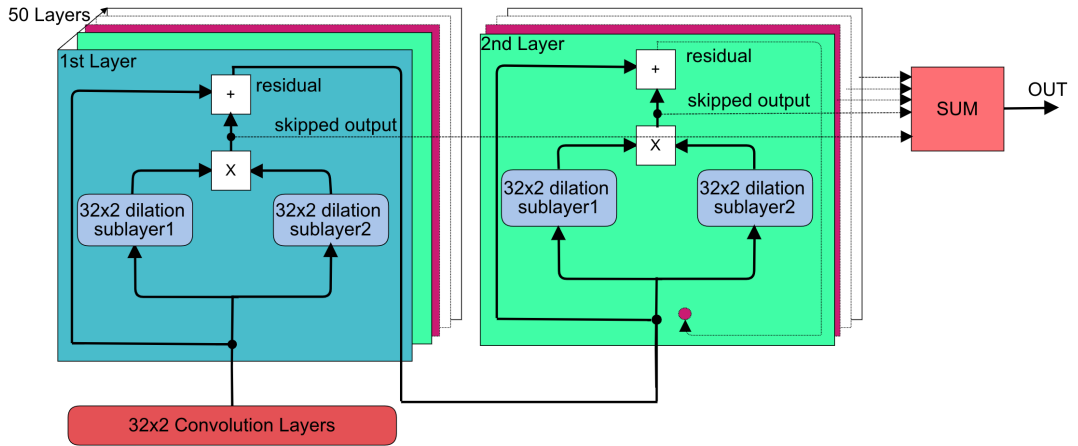 50 Layers
1st Layer
+
residual
skipped output
X
32x2 dilation
sublayer1
32x2 dilation
sublayer2
32x2 Convolution Layers
2nd Layer
+
residual
skipped output
X
32x2 dilation
sublayer1
32x2 dilation
sublayer2
SUM
OUT